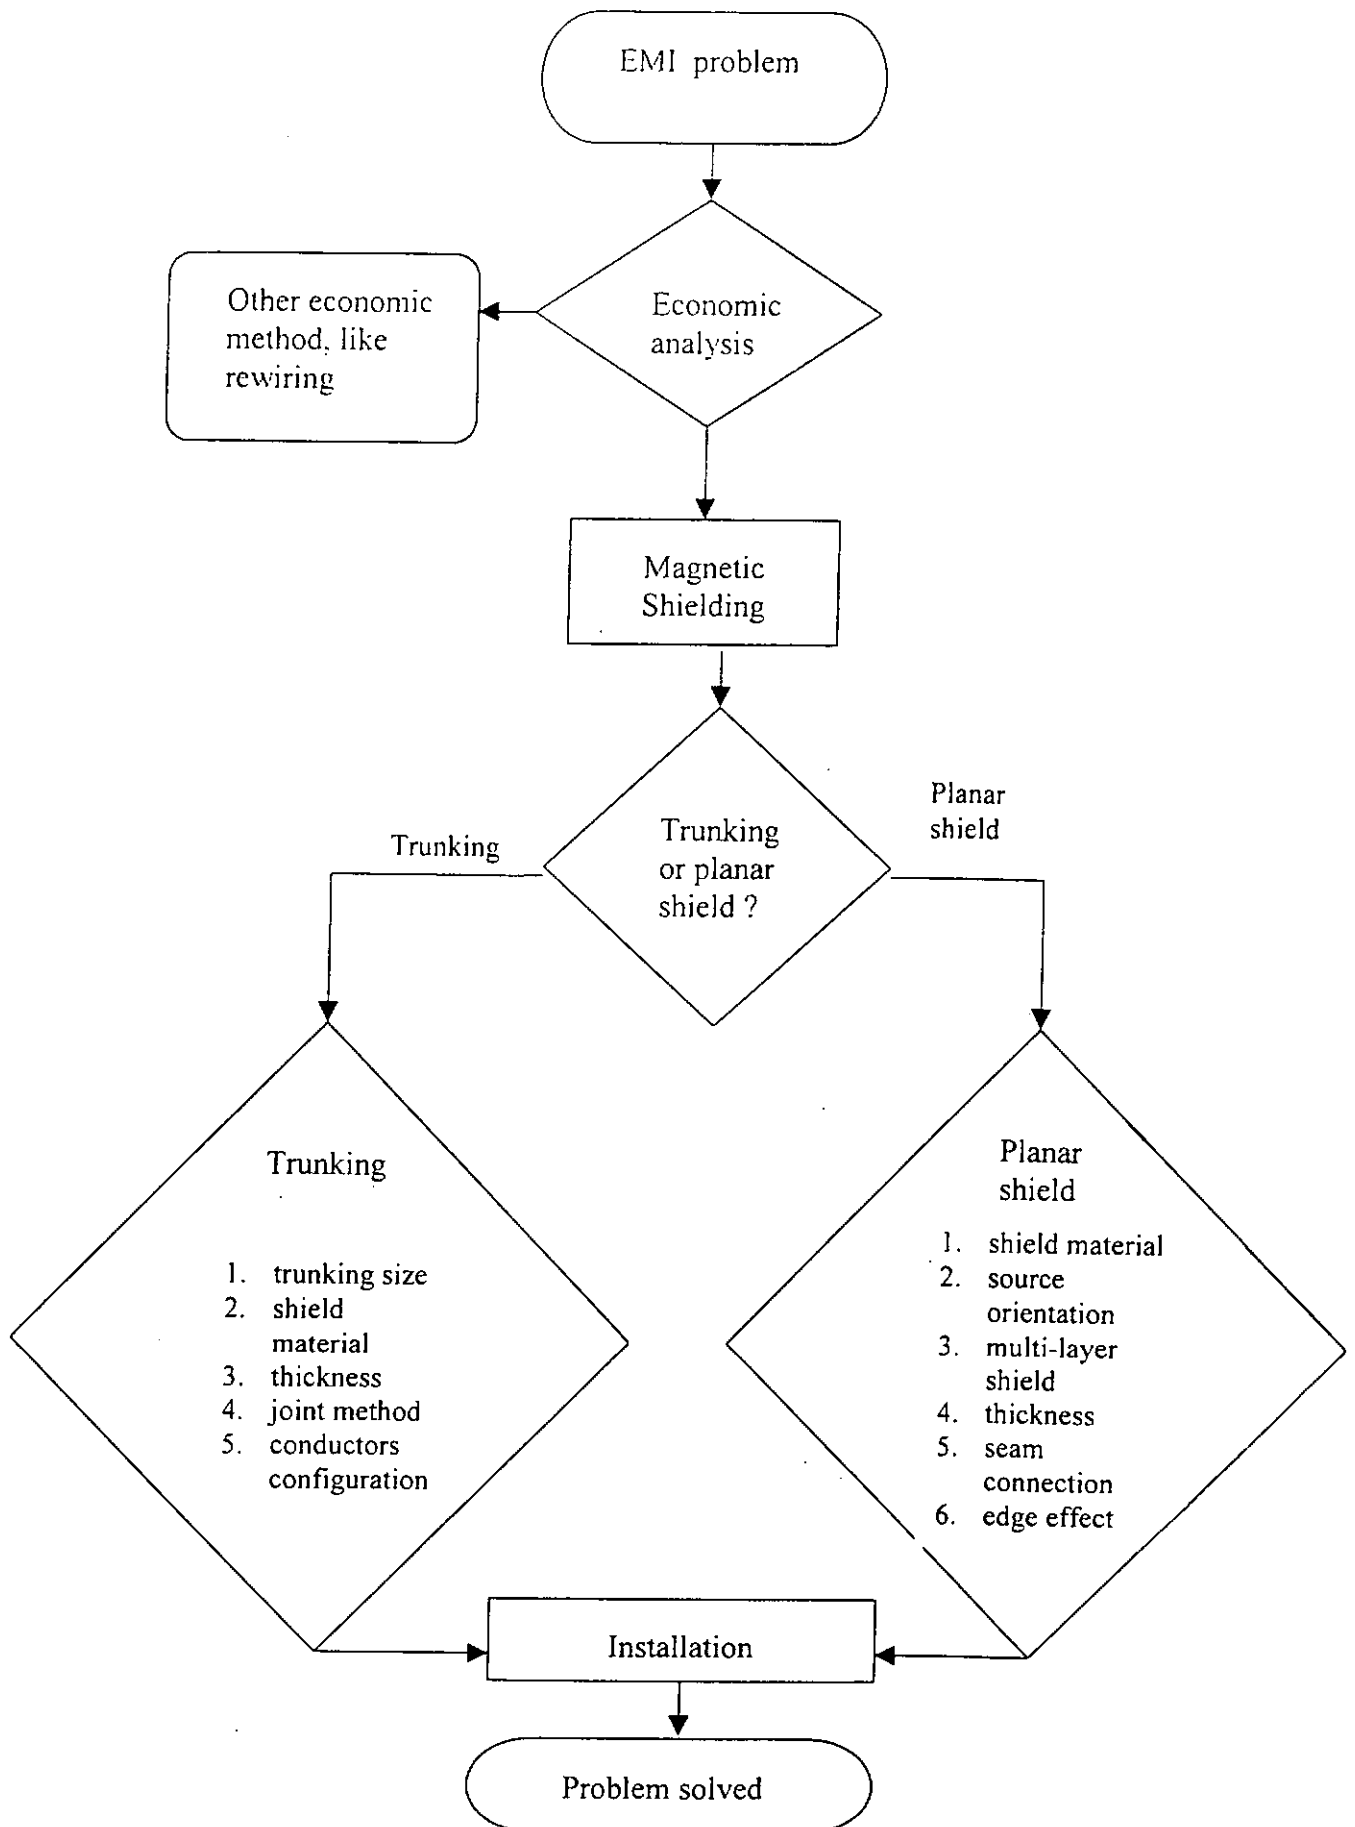 EMI problem
Economic
analysis
Other economic
method, like
rewiring
Magnetic
Shielding
Trunking
or planar
shield ?
Trunking
Planar
shield
Trunking
1. trunking size
2. shield
material
3. thickness
4. joint method
5. conductors
configuration
Planar
shield
1. shield material
2. source
orientation
3. multi-layer
shield
4. thickness
5. seam
connection
6. edge effect
Installation
Problem solved